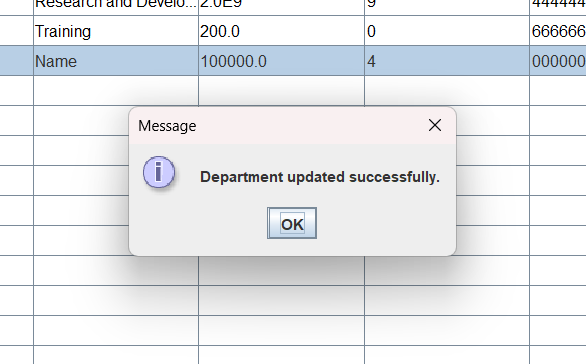 Research and Develo... 2.0E9 9 444444
Training 200.0 0 666666
Name 100000.0 4 000000
Message
i
Department updated successfully.
OK